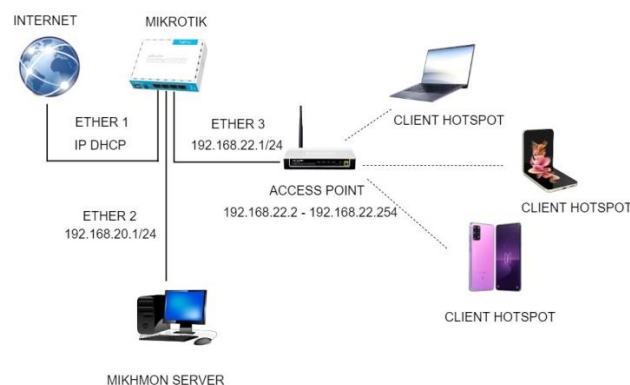 INTERNET
MIKROTIK
ETHER 1
IP DHCP
ETHER 3
192.168.22.1/24
CLIENT HOTSPOT
ACCESS POINT
192.168.22.2 - 192.168.22.254
CLIENT HOTSPOT
ETHER 2
192.168.20.1/24
CLIENT HOTSPOT
MIKHMON SERVER